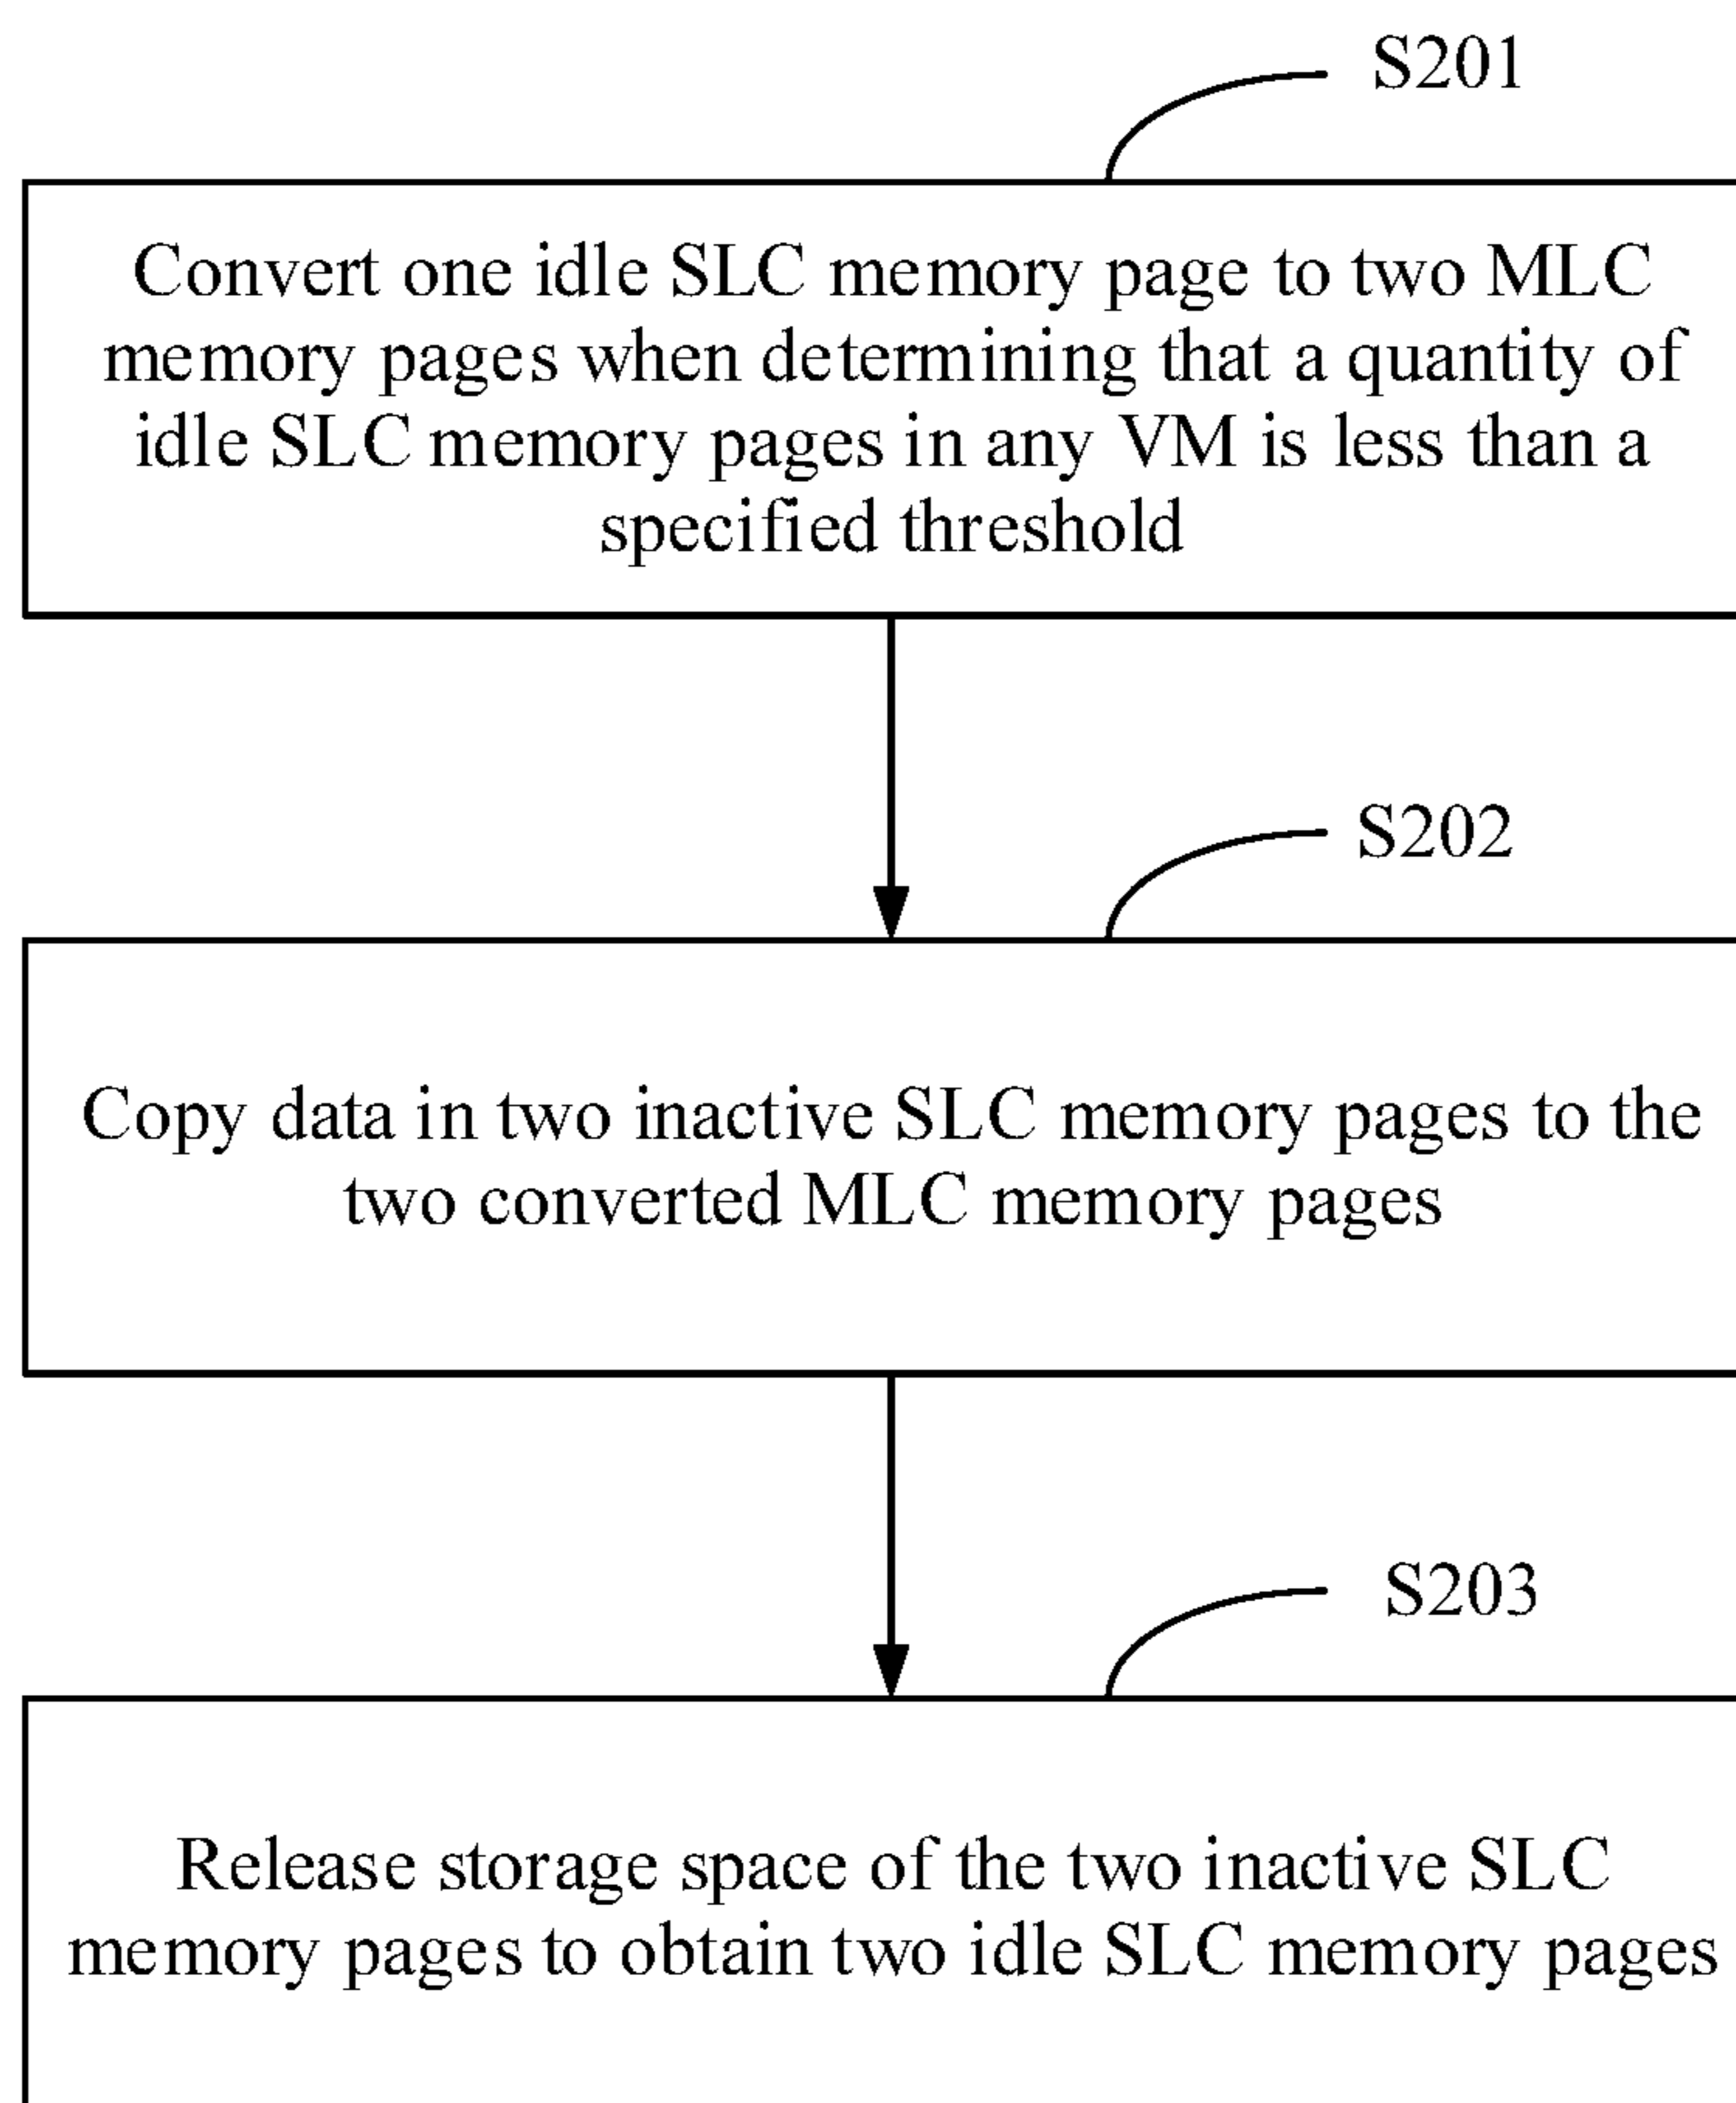 S201
Convert one idle SLC memory page to two MLC
memory pages when determining that a quantity of
idle SLC memory pages in any VM is less than a
specified threshold
S202
Copy data in two inactive SLC memory pages to the
two converted MLC memory pages
S203
Release storage space of the two inactive SLC
memory pages to obtain two idle SLC memory pages